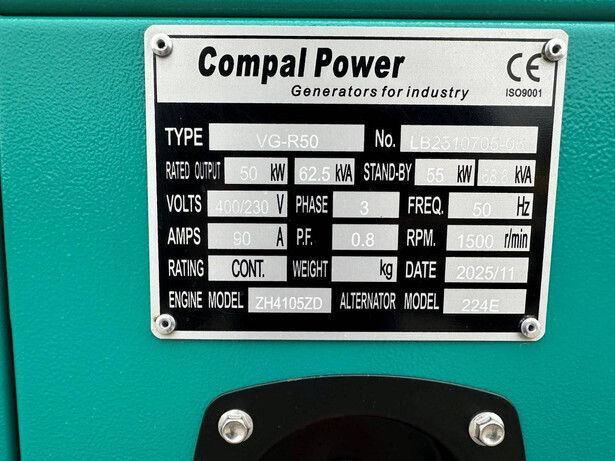 Compal Power
Generators for industry
CE
ISO9001
TYPE VG-R50 No.
RATED OUTPUT 50 kW 62.5 kVA STAND-BY 55 kW 68.8 kVA
VOLTS 400/230 V PHASE 3 FREQ. 50 Hz
AMPS 90 A P.F. 0.8 RPM. 1500 r/min
RATING CONT. WEIGHT kg DATE 2025/11
ENGINE MODEL ZH4105ZD ALTERNATOR MODEL 224E